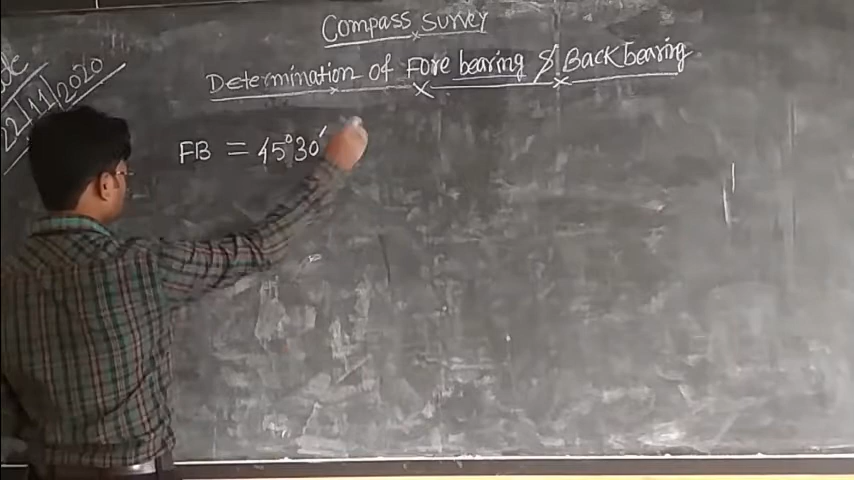 Compass survey
Determination of Fore bearing & Back bearing
22/11/2020
FB = 45°30'